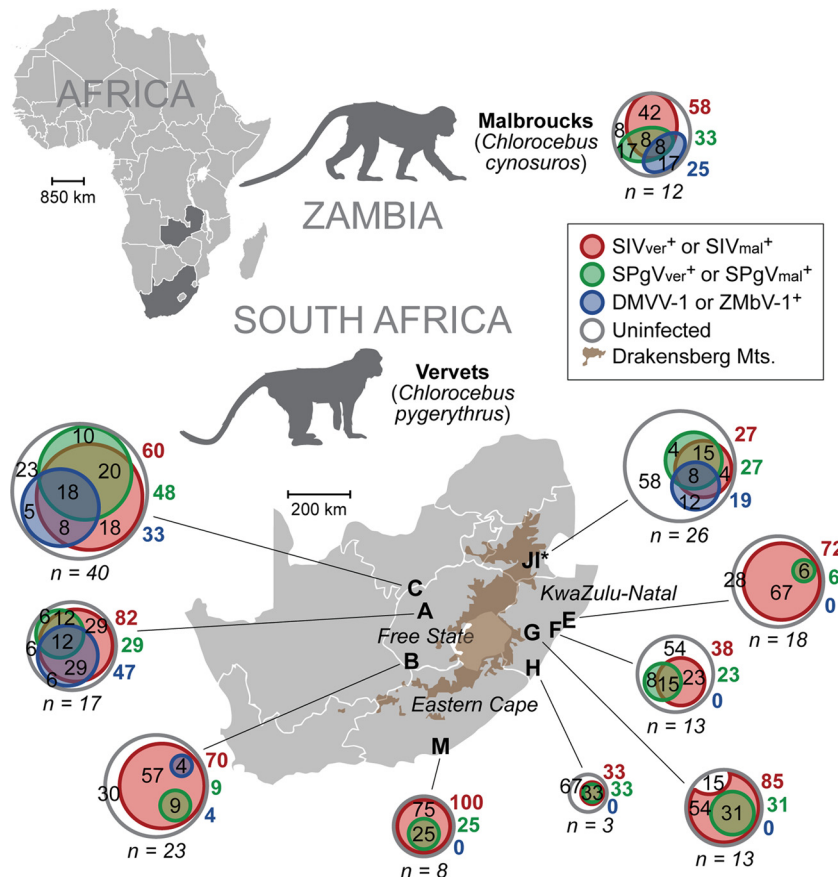 AFRICA
850 km
Malbroucks
(Chlorocebus
cynosuros)
ZAMBIA
42
8
8
8
17
17
58
33
25
n = 12
SIVver+ or SIVmal+
SPgVver+ or SPgVmal+
DMVV-1 or ZMbV-1+
Uninfected
Drakensberg Mts.
SOUTH AFRICA
Vervets
(Chlorocebus
pygerythrus)
10
23
20
18
5
8
18
60
48
33
n = 40
200 km
4
15
8
4
58
12
27
27
19
n = 26
JI*
KwaZulu-Natal
C
A
Free State
B
G
F
E
H
Eastern Cape
M
6
28
67
72
6
0
n = 18
6
12
29
12
6
29
6
82
29
47
n = 17
54
8
15
23
38
23
0
n = 13
57
4
30
9
70
9
4
n = 23
75
25
100
25
0
n = 8
67
33
33
33
0
n = 3
15
54
31
85
31
0
n = 13